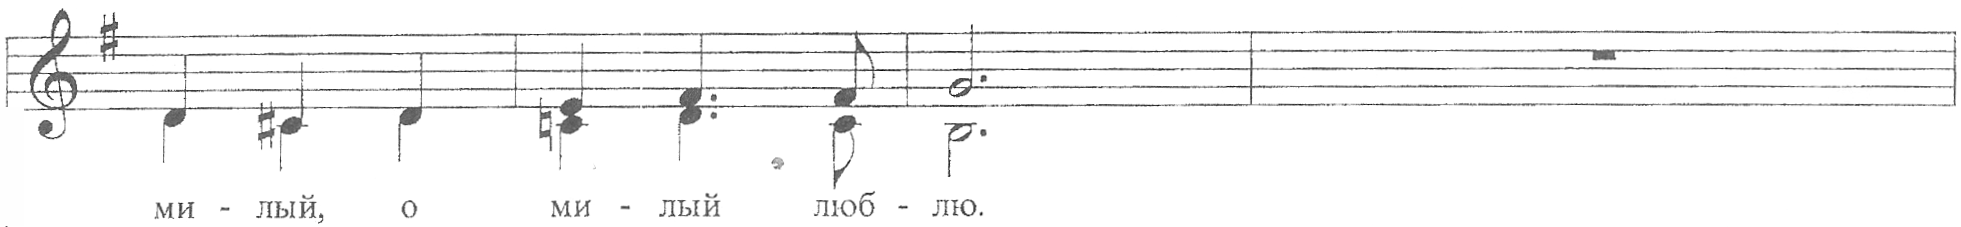 ми - лый, о ми - лый люб - лю.